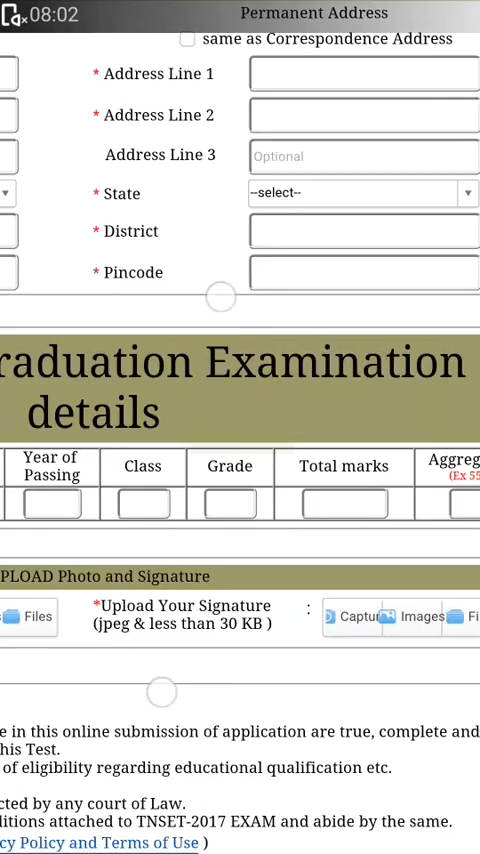 08:02
Permanent Address
same as Correspondence Address
* Address Line 1
* Address Line 2
Address Line 3 Optional
* State --select--
* District
* Pincode
raduation Examination
details
Year of Passing Class Grade Total marks Aggreg
(Ex 55
PLOAD Photo and Signature
Files *Upload Your Signature : Captur Images Fi
(jpeg & less than 30 KB )
e in this online submission of application are true, complete and
his Test.
of eligibility regarding educational qualification etc.
cted by any court of Law.
ditions attached to TNSET-2017 EXAM and abide by the same.
cy Policy and Terms of Use )